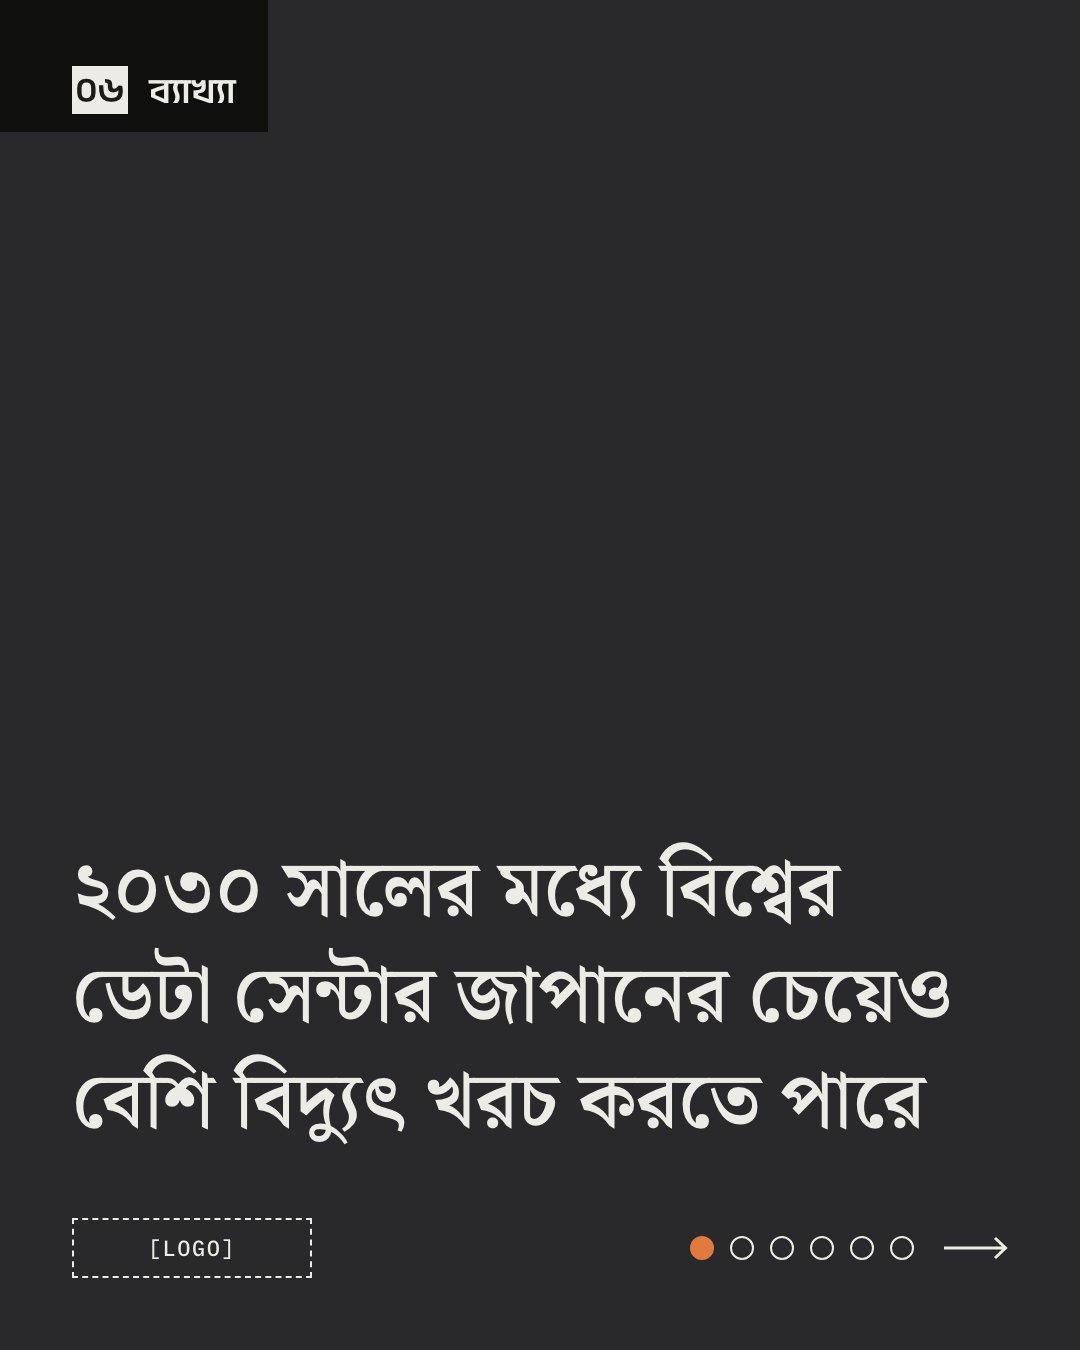 ০৬ ব্যাখ্যা
২০৩০ সালের মধ্যে বিশ্বের
ডেটা সেন্টার জাপানের চেয়েও
বেশি বিদ্যুৎ খরচ করতে পারে
[LOGO]